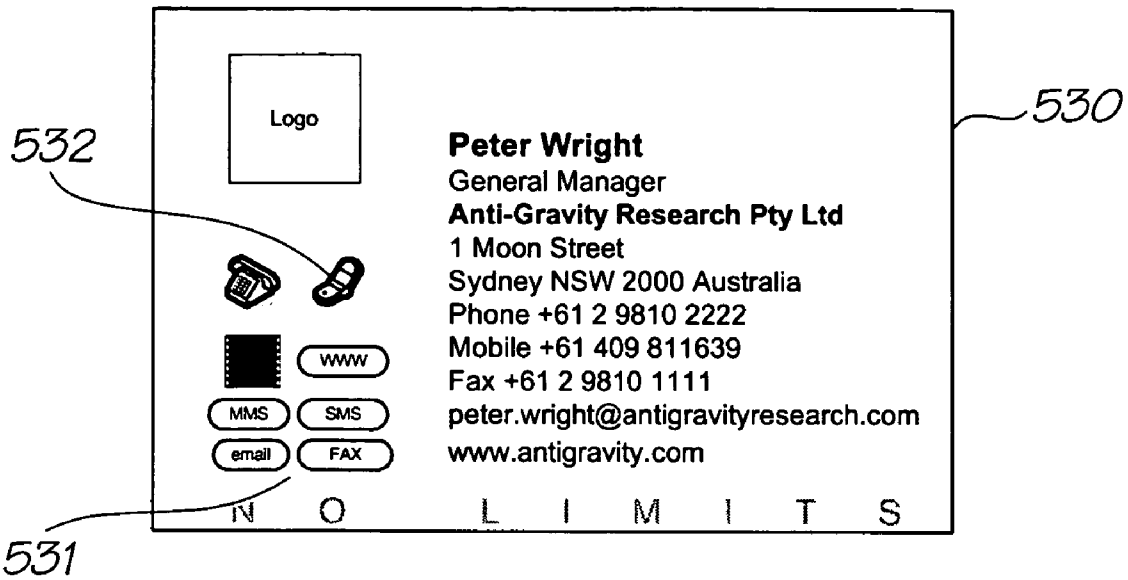 Logo
532
530
Peter Wright
General Manager
Anti-Gravity Research Pty Ltd
1 Moon Street
Sydney NSW 2000 Australia
Phone +61 2 9810 2222
Mobile +61 409 811639
Fax +61 2 9810 1111
peter.wright@antigravityresearch.com
www.antigravity.com
WWW
MMS SMS
email FAX
NO LIMITS
531